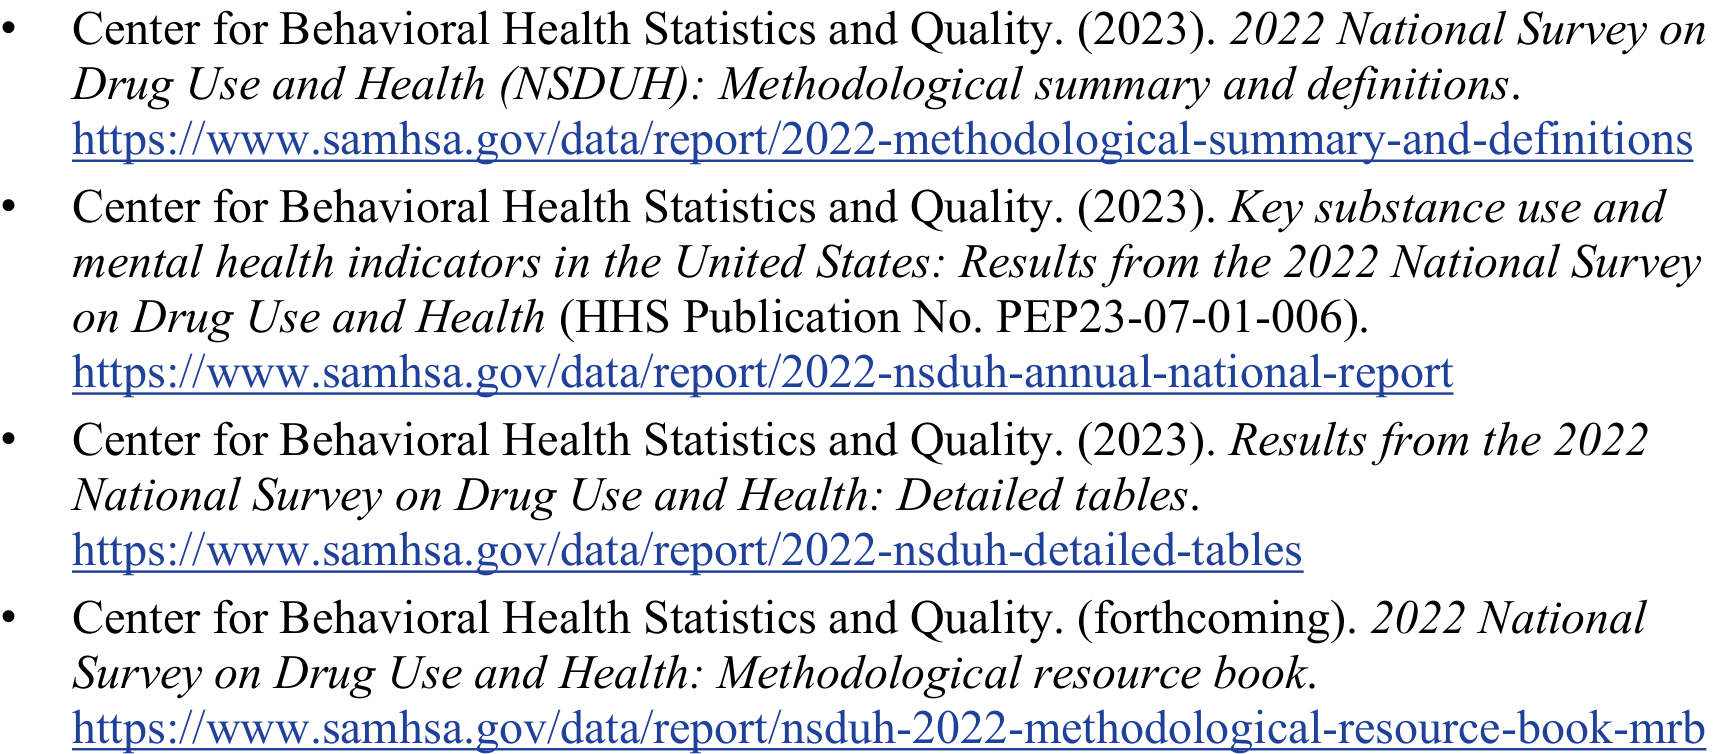 • Center for Behavioral Health Statistics and Quality. (2023). 2022 National Survey on
Drug Use and Health (NSDUH): Methodological summary and definitions.
https://www.samhsa.gov/data/report/2022-methodological-summary-and-definitions
• Center for Behavioral Health Statistics and Quality. (2023). Key substance use and
mental health indicators in the United States: Results from the 2022 National Survey
on Drug Use and Health (HHS Publication No. PEP23-07-01-006).
https://www.samhsa.gov/data/report/2022-nsduh-annual-national-report
• Center for Behavioral Health Statistics and Quality. (2023). Results from the 2022
National Survey on Drug Use and Health: Detailed tables.
https://www.samhsa.gov/data/report/2022-nsduh-detailed-tables
• Center for Behavioral Health Statistics and Quality. (forthcoming). 2022 National
Survey on Drug Use and Health: Methodological resource book.
https://www.samhsa.gov/data/report/nsduh-2022-methodological-resource-book-mrb